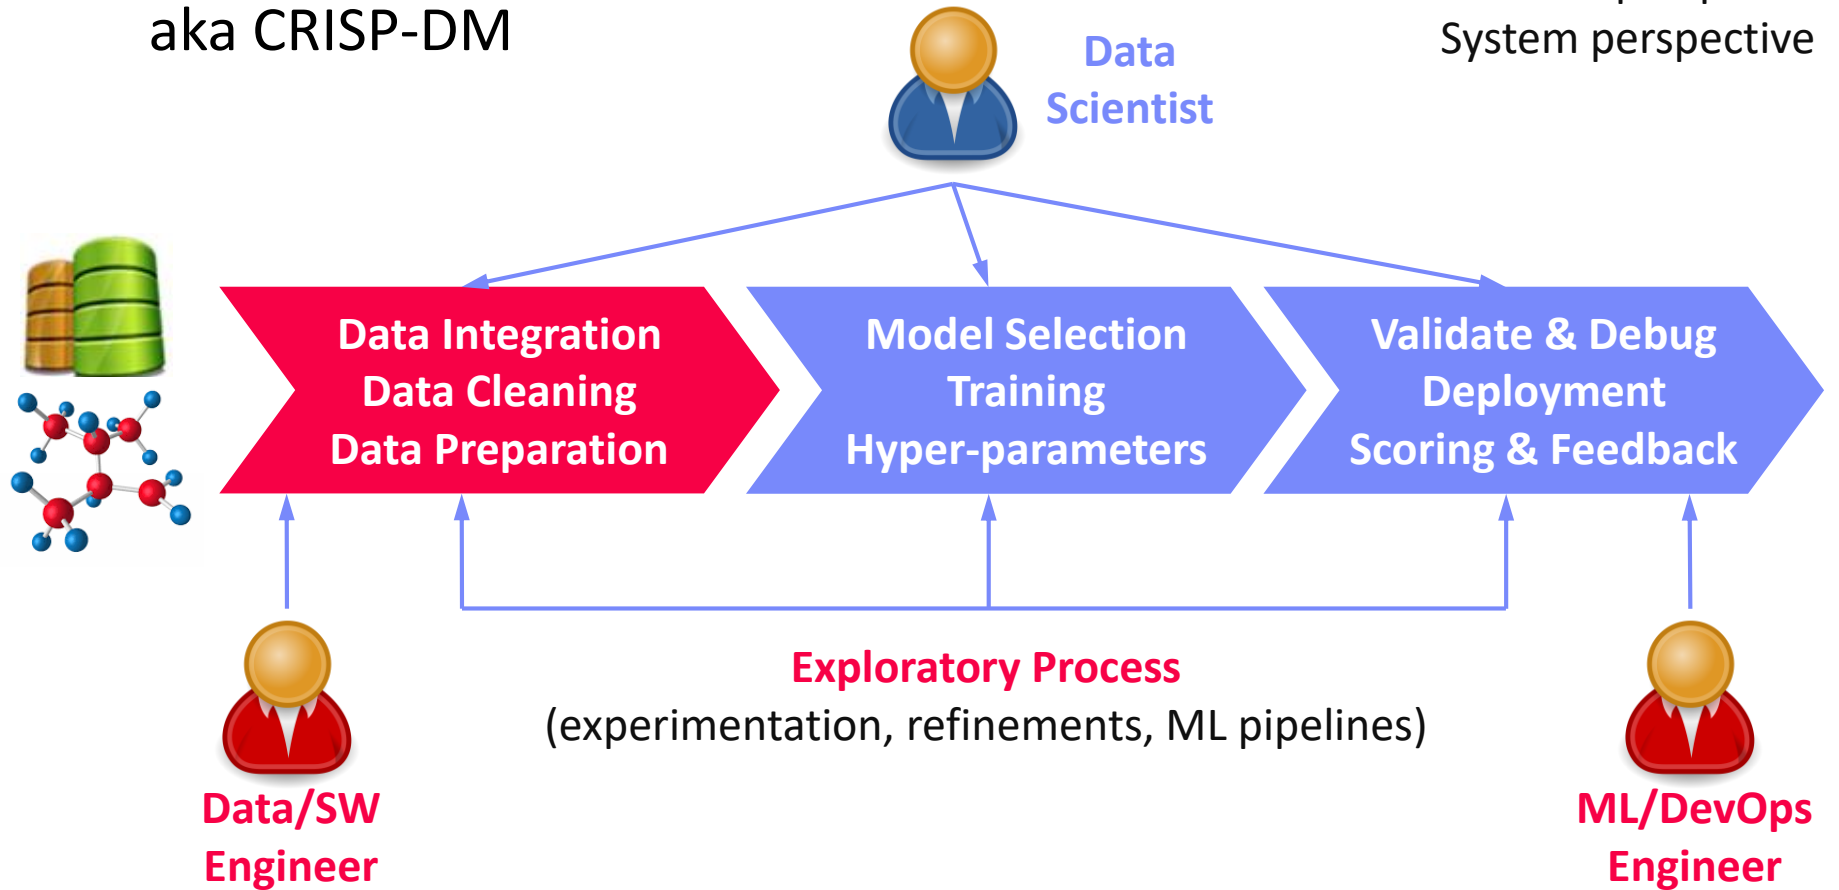 aka CRISP-DM
System perspective
Data
Scientist
Data Integration
Data Cleaning
Data Preparation
Model Selection
Training
Hyper-parameters
Validate & Debug
Deployment
Scoring & Feedback
Exploratory Process
(experimentation, refinements, ML pipelines)
Data/SW
Engineer
ML/DevOps
Engineer